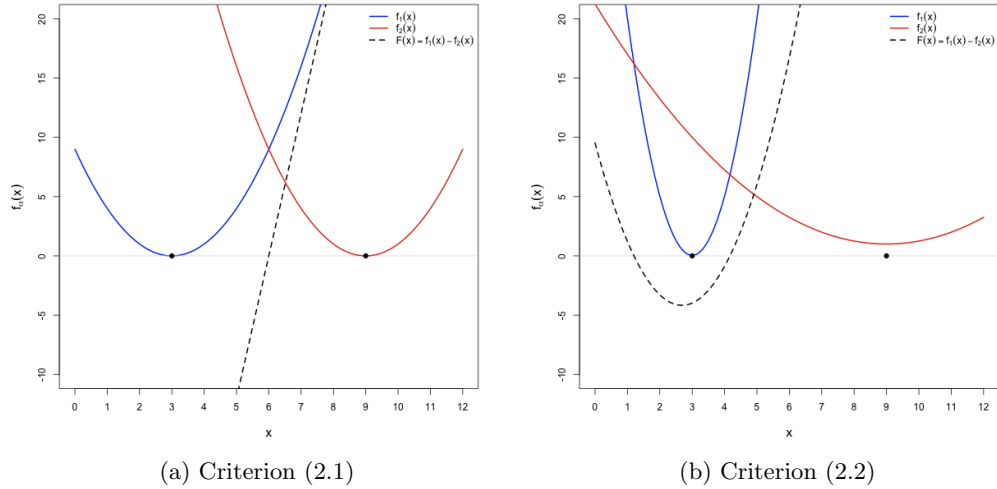 f₁(x)
f₂(x)
F(x) = f₁(x) − f₂(x)
20
15
10
5
0
-5
-10
fα(x)
0 1 2 3 4 5 6 7 8 9 10 11 12
x
(a) Criterion (2.1)
f₁(x)
f₂(x)
F(x) = f₁(x) − f₂(x)
20
15
10
5
0
-5
-10
fα(x)
0 1 2 3 4 5 6 7 8 9 10 11 12
x
(b) Criterion (2.2)